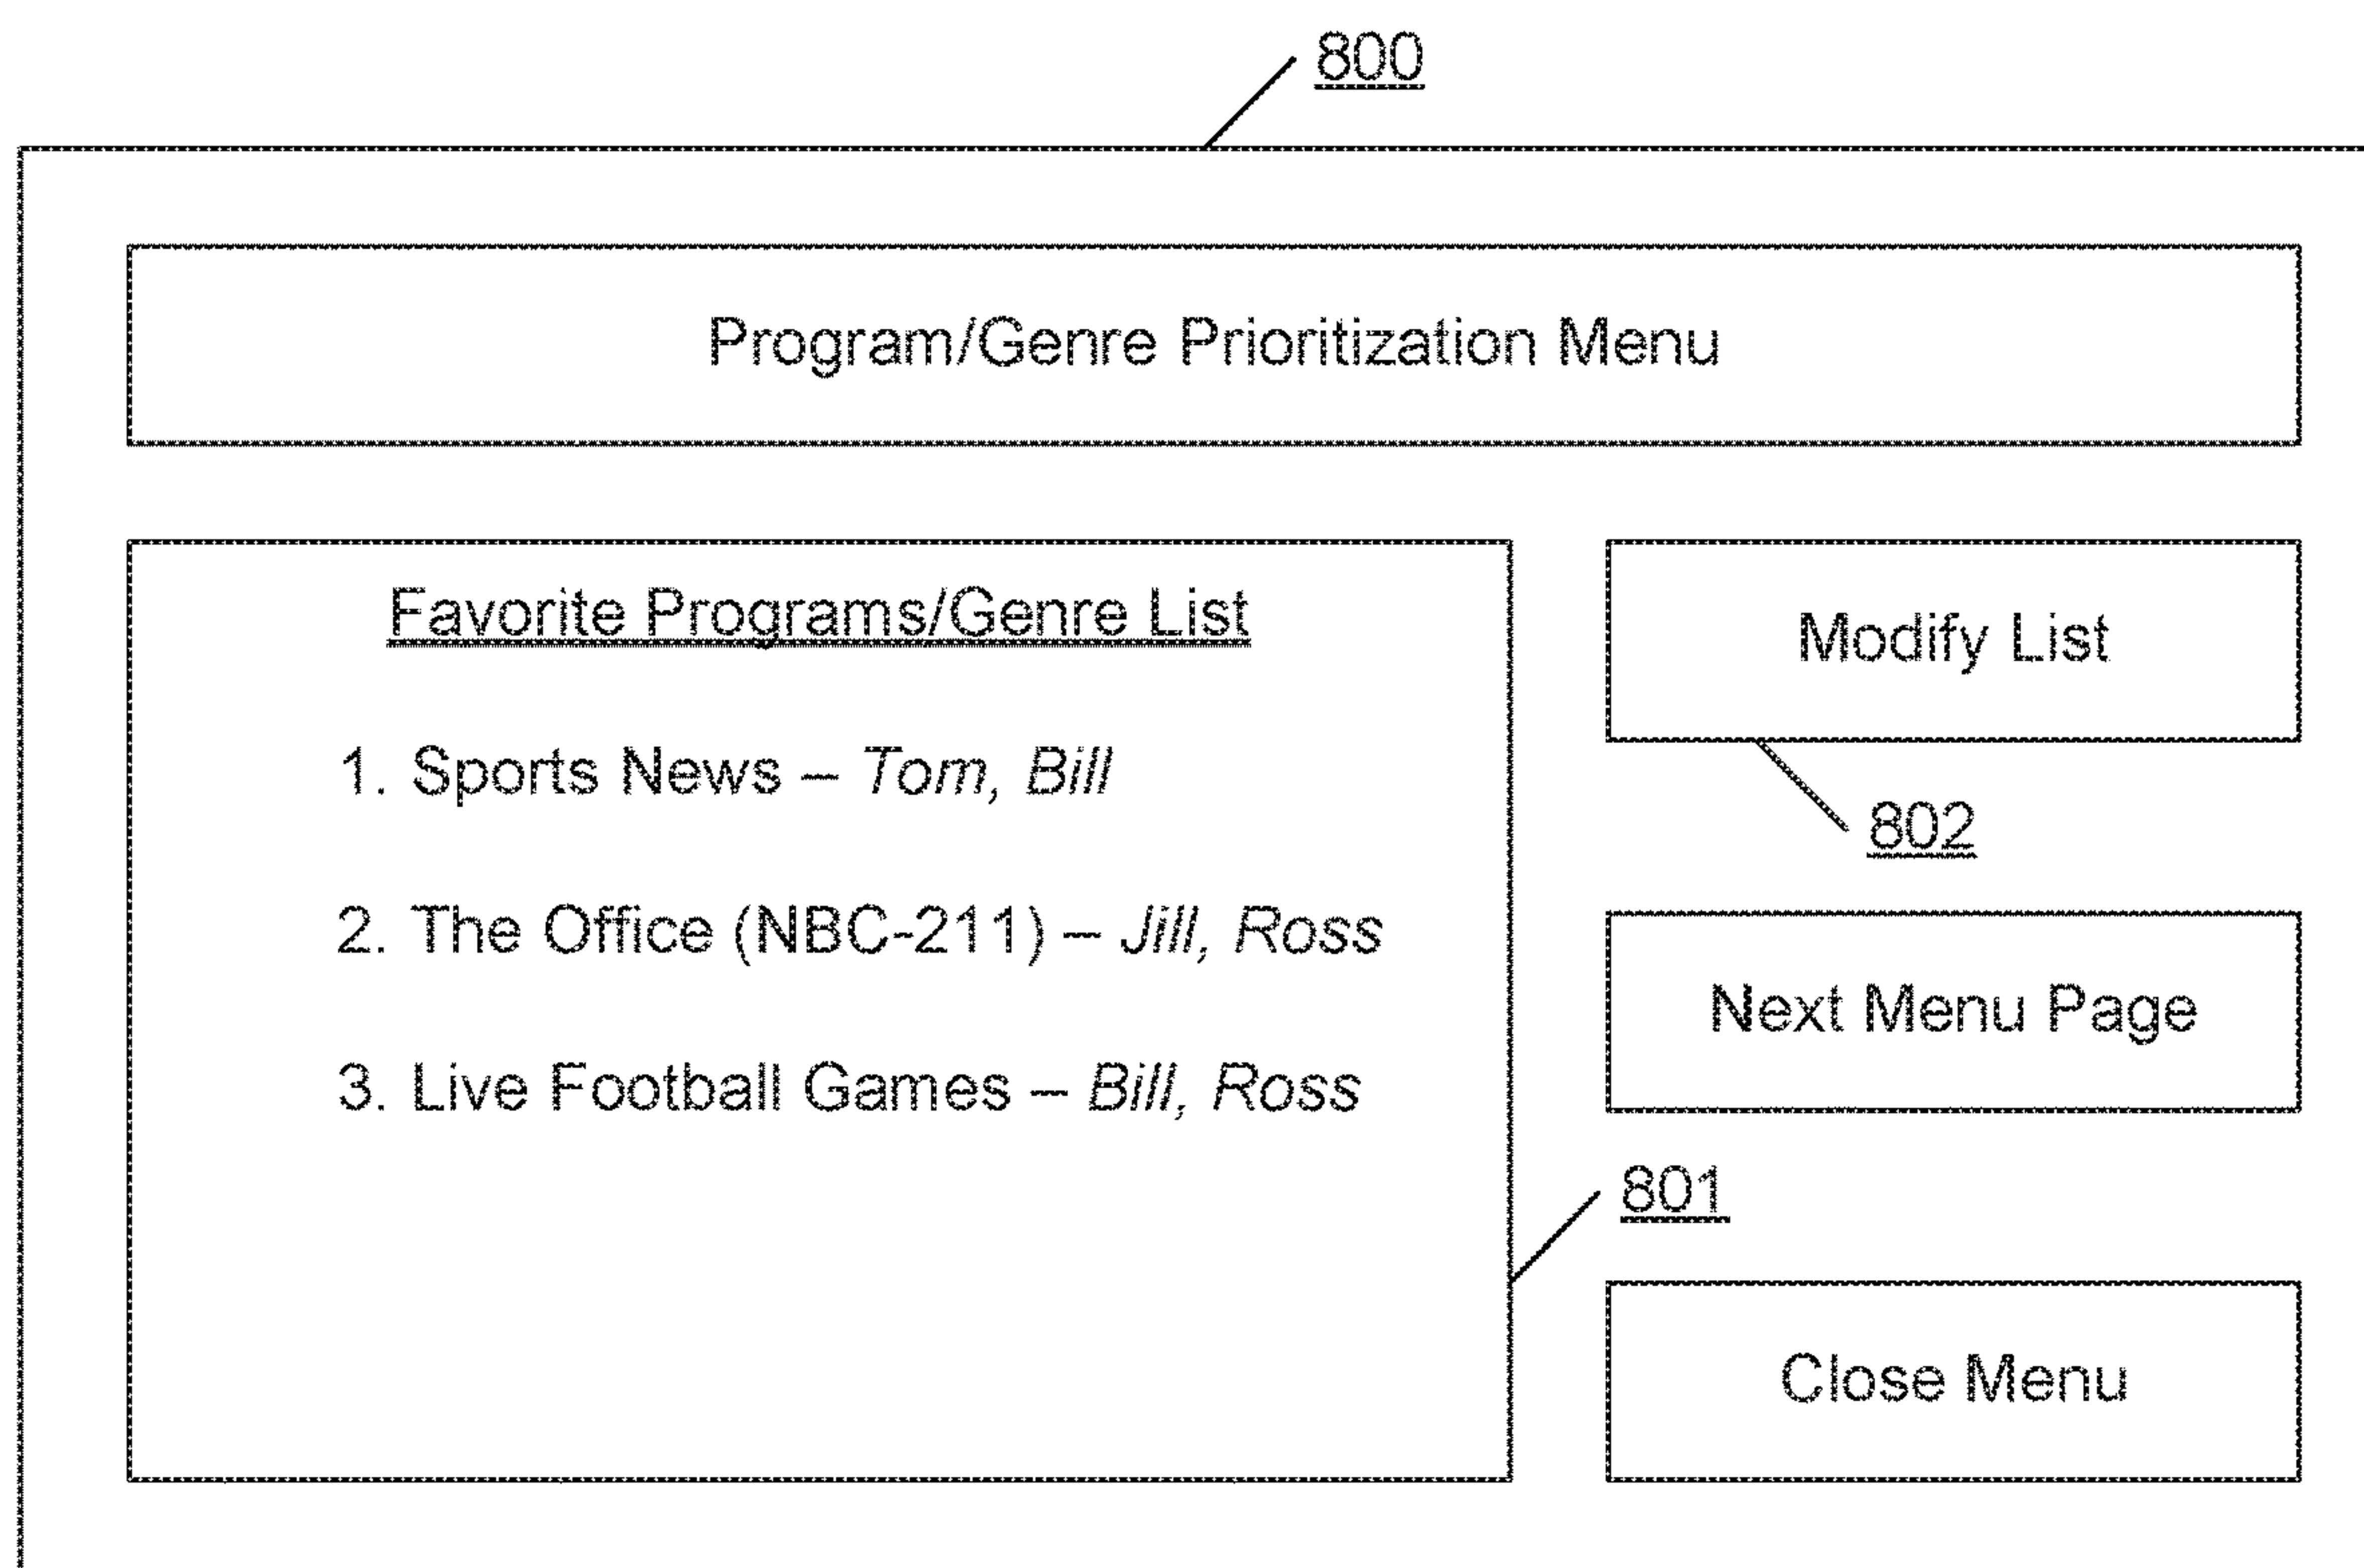 800
Program/Genre Prioritization Menu
Favorite Programs/Genre List
1. Sports News – Tom, Bill
2. The Office (NBC-211) – Jill, Ross
3. Live Football Games – Bill, Ross
801
Modify List
802
Next Menu Page
Close Menu